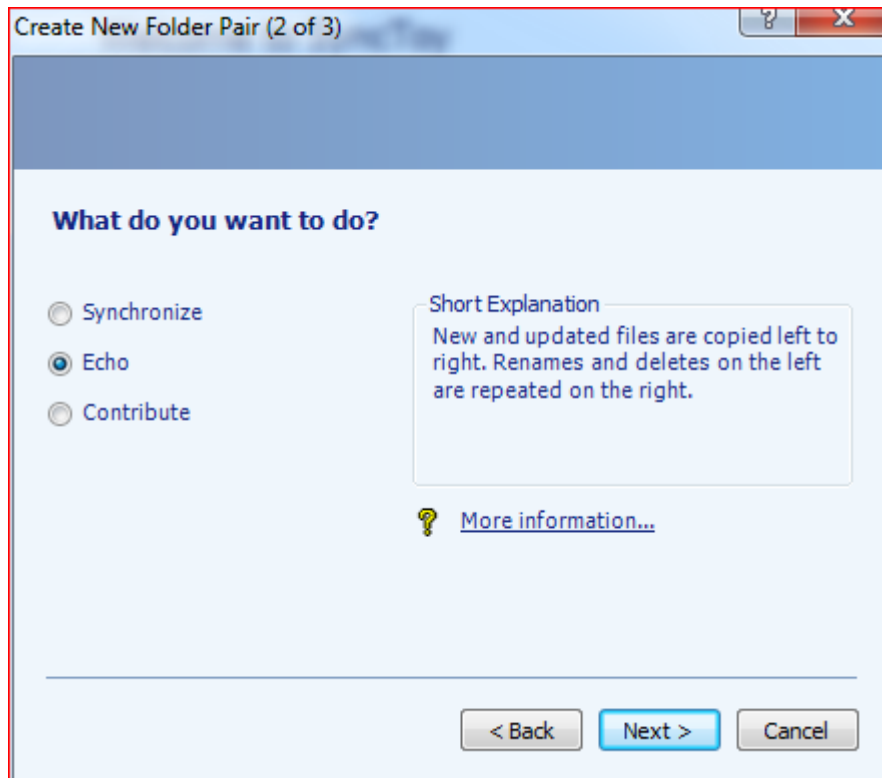 Create New Folder Pair (2 of 3)
What do you want to do?
Synchronize
Echo
Contribute
Short Explanation
New and updated files are copied left to
right. Renames and deletes on the left
are repeated on the right.
More information...
< Back
Next >
Cancel